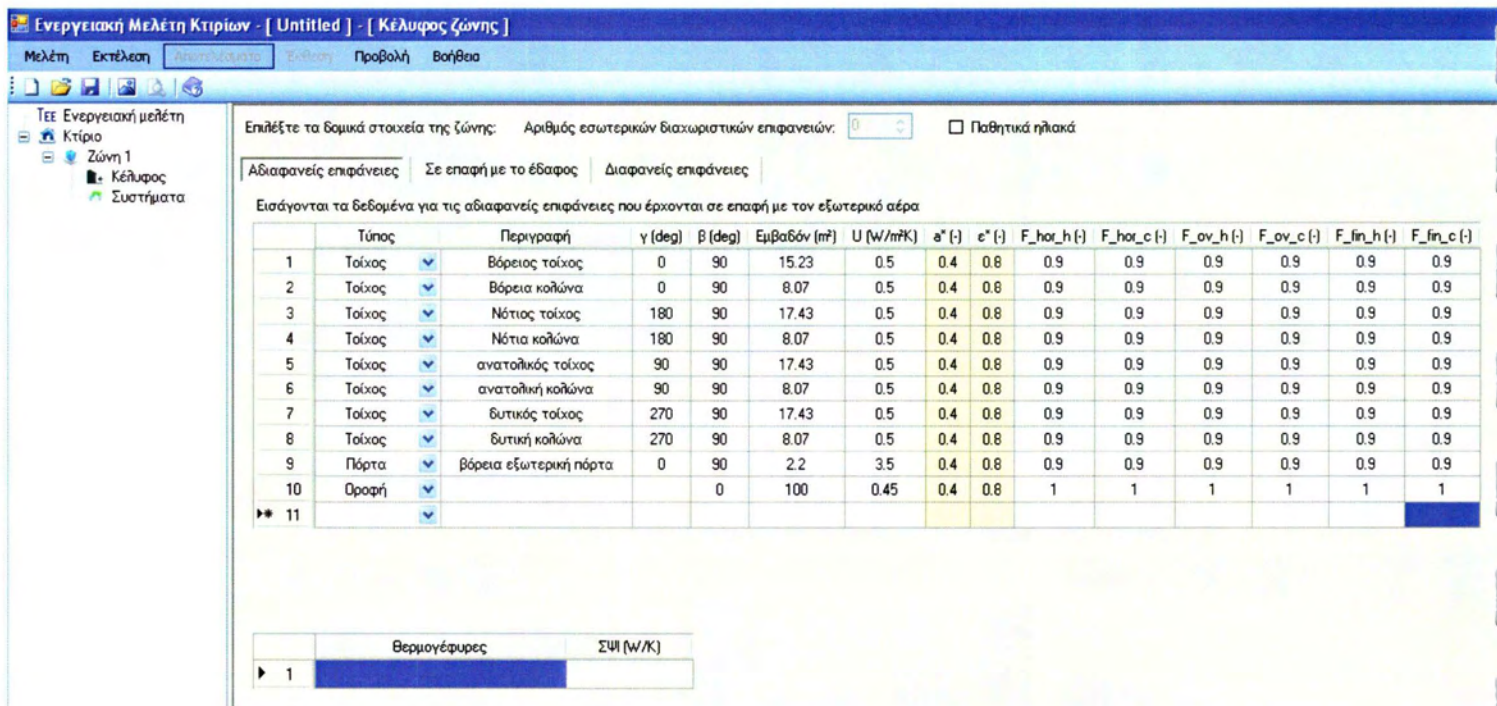 Ενεργειακή Μελέτη Κτιρίων - [ Untitled ] - [ Κέλυφος ζώνης ]
Μελέτη Εκτέλεση Αποτελέσματα Έκθεση Προβολή Βοήθεια
ΤΕΕ Ενεργειακή μελέτη
Κτίριο
Ζώνη 1
Κέλυφος
Συστήματα
Επιλέξτε τα δομικά στοιχεία της ζώνης: Αριθμός εσωτερικών διαχωριστικών επιφανειών: 0 Παθητικά ηλιακά
Αδιαφανείς επιφάνειες Σε επαφή με το έδαφος Διαφανείς επιφάνειες
Εισάγονται τα δεδομένα για τις αδιαφανείς επιφάνειες που έρχονται σε επαφή με τον εξωτερικό αέρα
Τύπος Περιγραφή γ (deg) β (deg) Εμβαδόν (m²) U (W/m²K) a* (-) ε* (-) F_hor_h (-) F_hor_c (-) F_ov_h (-) F_ov_c (-) F_fin_h (-) F_fin_c (-)
1 Τοίχος Βόρειος τοίχος 0 90 15.23 0.5 0.4 0.8 0.9 0.9 0.9 0.9 0.9 0.9
2 Τοίχος Βόρεια κολώνα 0 90 8.07 0.5 0.4 0.8 0.9 0.9 0.9 0.9 0.9 0.9
3 Τοίχος Νότιος τοίχος 180 90 17.43 0.5 0.4 0.8 0.9 0.9 0.9 0.9 0.9 0.9
4 Τοίχος Νότια κολώνα 180 90 8.07 0.5 0.4 0.8 0.9 0.9 0.9 0.9 0.9 0.9
5 Τοίχος ανατολικός τοίχος 90 90 17.43 0.5 0.4 0.8 0.9 0.9 0.9 0.9 0.9 0.9
6 Τοίχος ανατολική κολώνα 90 90 8.07 0.5 0.4 0.8 0.9 0.9 0.9 0.9 0.9 0.9
7 Τοίχος δυτικός τοίχος 270 90 17.43 0.5 0.4 0.8 0.9 0.9 0.9 0.9 0.9 0.9
8 Τοίχος δυτική κολώνα 270 90 8.07 0.5 0.4 0.8 0.9 0.9 0.9 0.9 0.9 0.9
9 Πόρτα βόρεια εξωτερική πόρτα 0 90 2.2 3.5 0.4 0.8 0.9 0.9 0.9 0.9 0.9 0.9
10 Οροφή 0 100 0.45 0.4 0.8 1 1 1 1 1 1
11
Θερμογέφυρες ΣΨΙ (W/K)
1